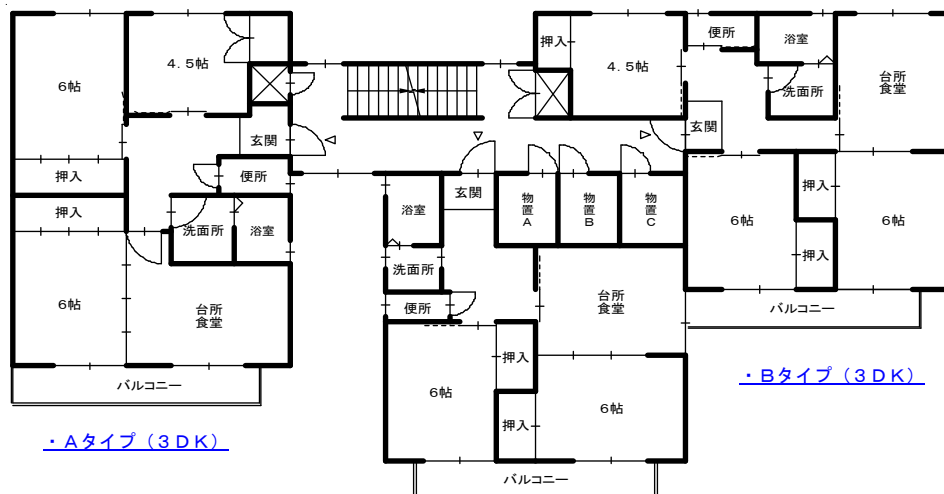 6帖
4.5帖
押入
4.5帖
便所
浴室
台所
食堂
洗面所
玄関
玄関
便所
押入
押入
洗面所
浴室
6帖
台所
食堂
バルコニー
・Aタイプ（3DK）
浴室
玄関
物置A
物置B
物置C
洗面所
便所
台所
食堂
6帖
押入
押入
6帖
バルコニー
6帖
押入
押入
6帖
バルコニー
・Bタイプ（3DK）